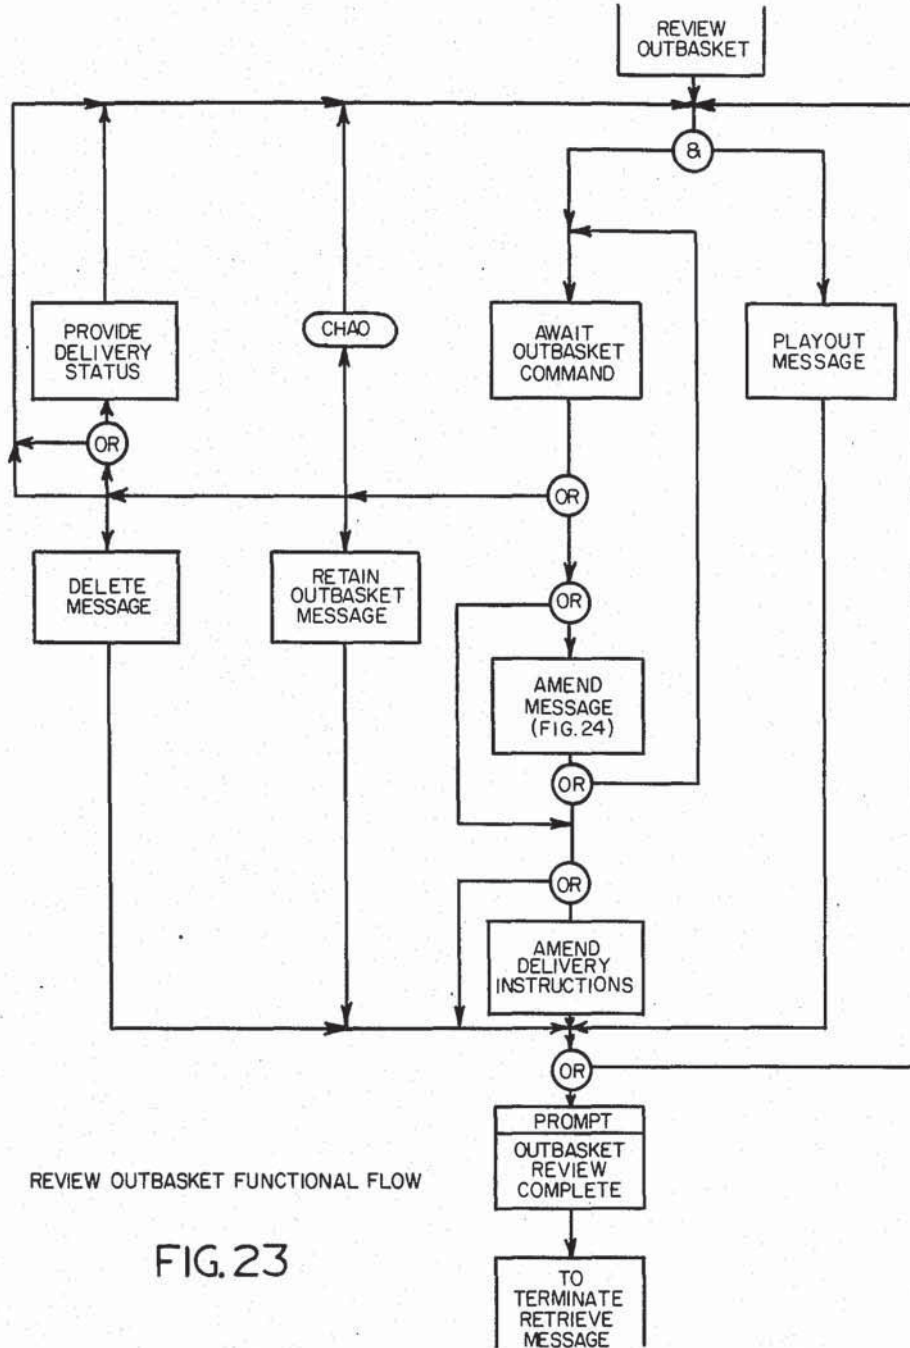 REVIEW
OUTBASKET
&
PROVIDE
DELIVERY
STATUS
CHAO
AWAIT
OUTBASKET
COMMAND
PLAYOUT
MESSAGE
OR
OR
DELETE
MESSAGE
RETAIN
OUTBASKET
MESSAGE
OR
AMEND
MESSAGE
(FIG. 24)
OR
OR
AMEND
DELIVERY
INSTRUCTIONS
OR
PROMPT
OUTBASKET
REVIEW
COMPLETE
REVIEW OUTBASKET FUNCTIONAL FLOW
FIG. 23
TO
TERMINATE
RETRIEVE
MESSAGE